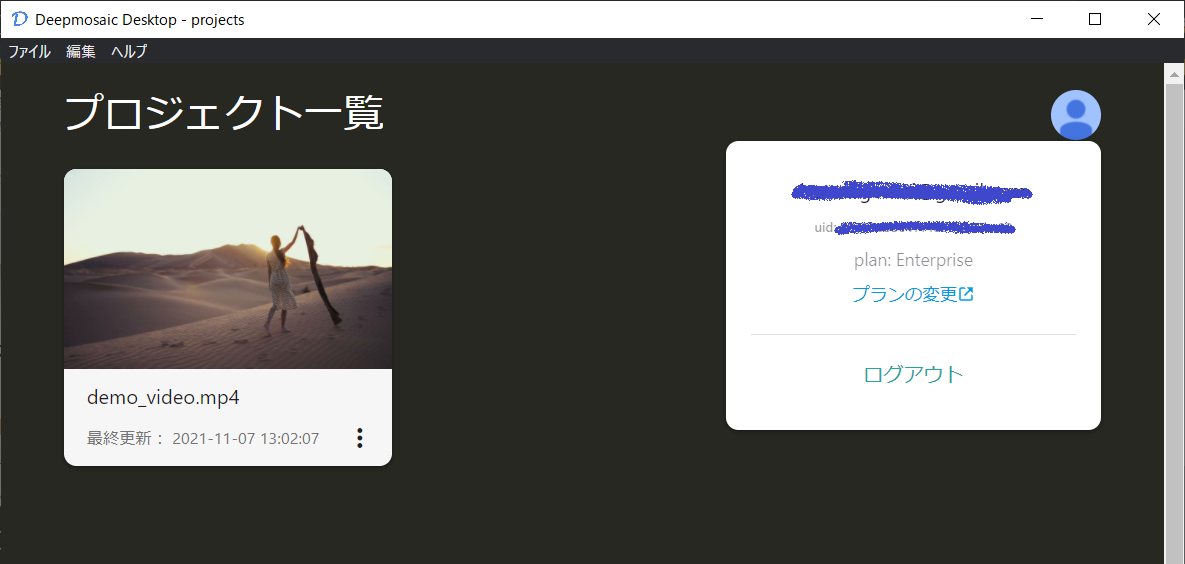 Deepmosaic Desktop - projects
ファイル 編集 ヘルプ
プロジェクト一覧
demo_video.mp4
最終更新： 2021-11-07 13:02:07
uid:
plan: Enterprise
プランの変更
ログアウト